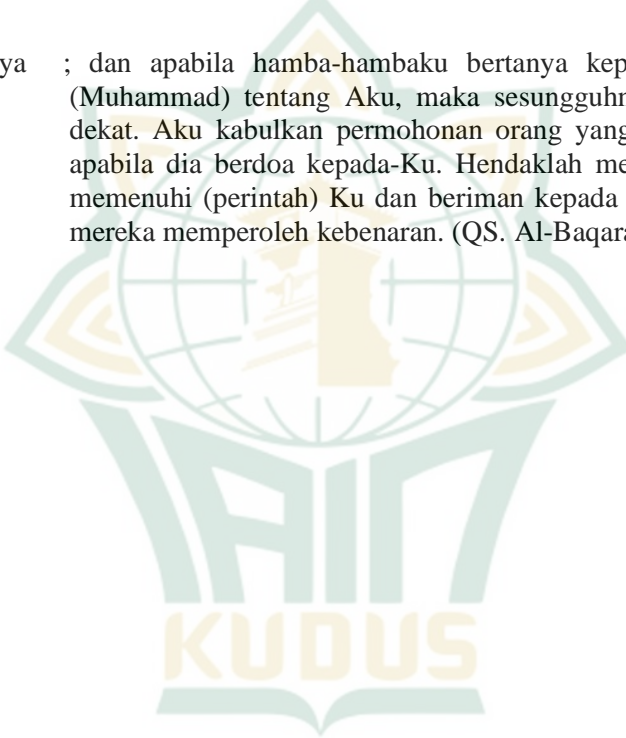 ya ; dan apabila hamba-hambaku bertanya kep
(Muhammad) tentang Aku, maka sesungguhn
dekat. Aku kabulkan permohonan orang yang
apabila dia berdoa kepada-Ku. Hendaklah me
memenuhi (perintah) Ku dan beriman kepada
mereka memperoleh kebenaran. (QS. Al-Baqara
IAIN
KUDUS